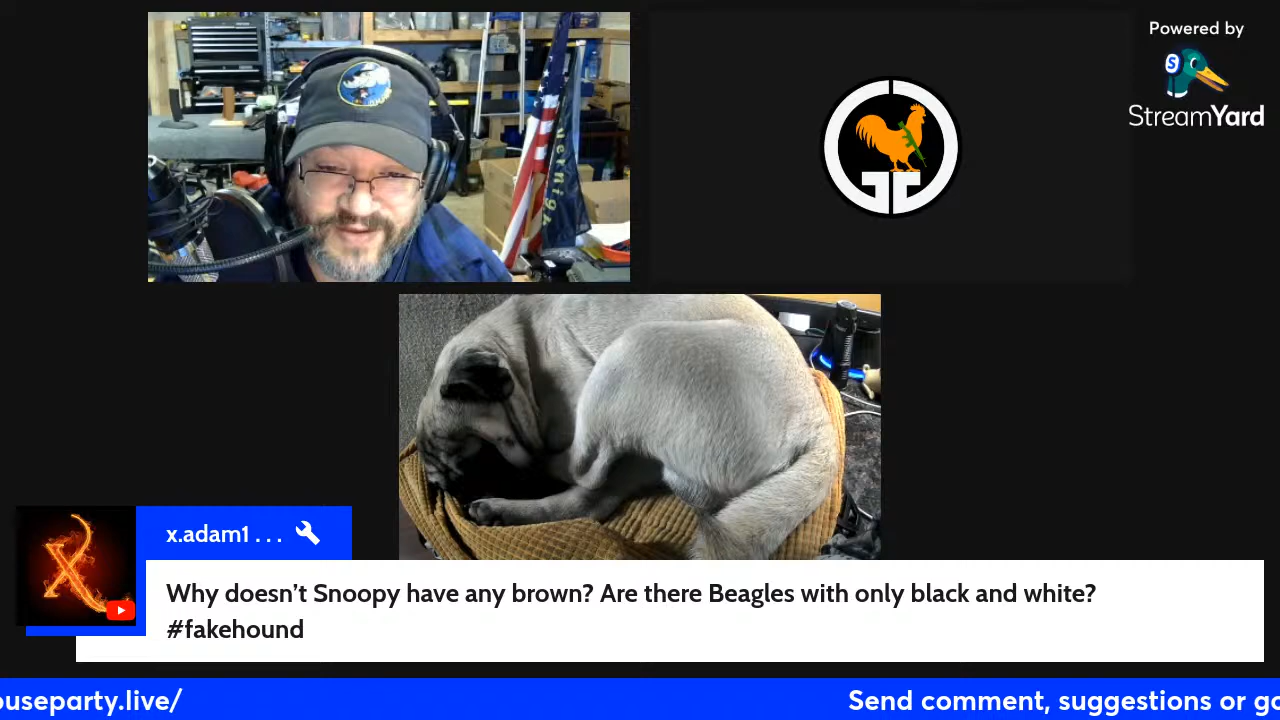 Powered by
S
StreamYard
GG
x.adam1 . . .
Why doesn't Snoopy have any brown? Are there Beagles with only black and white?
#fakehound
ouseparty.live/
Send comment, suggestions or go